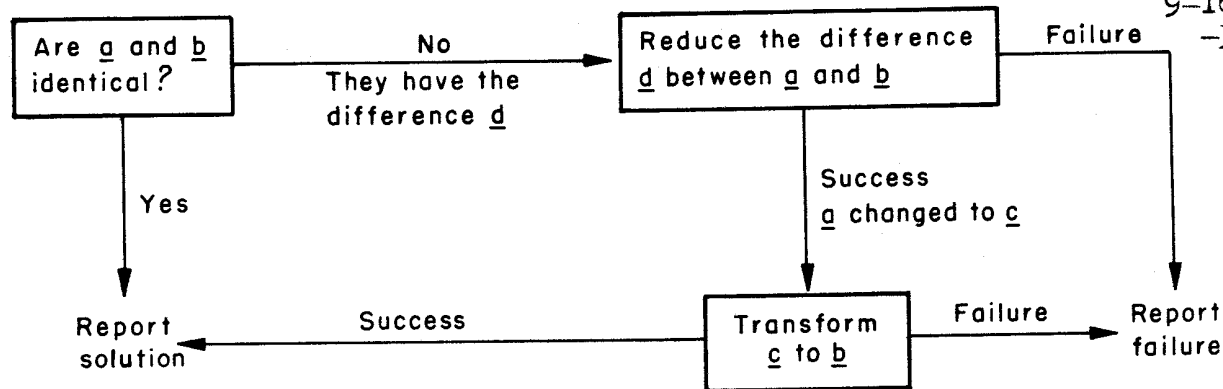 Are a and b
identical?
No
They have the
difference d
Reduce the difference
d between a and b
Failure
Yes
Success
a changed to c
Report
solution
Success
Transform
c to b
Failure
Report
failure